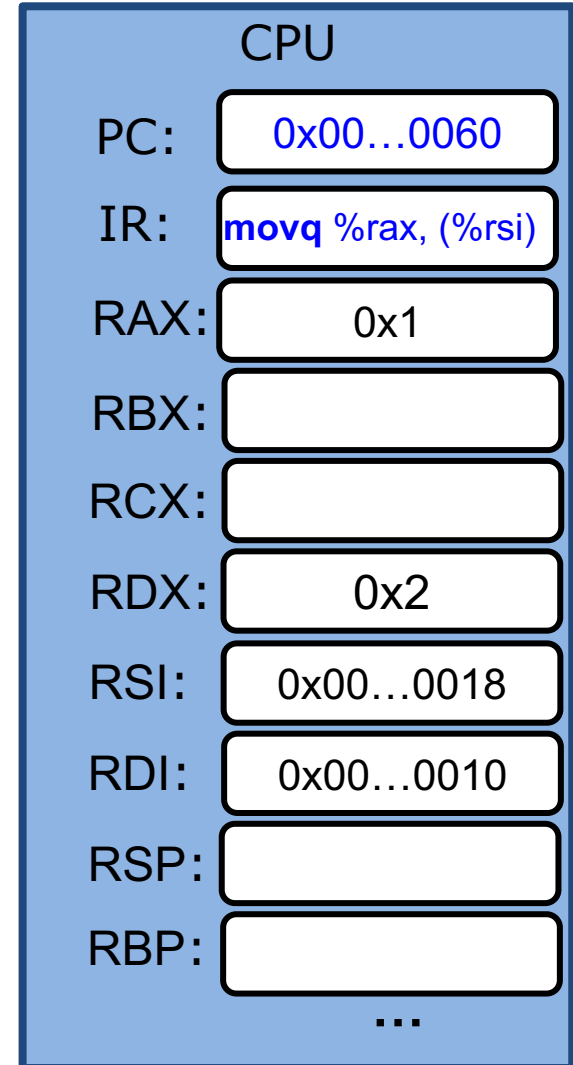 CPU
PC: 0x00...0060
IR: movq %rax, (%rsi)
RAX: 0x1
RBX:
RCX:
RDX: 0x2
RSI: 0x00...0018
RDI: 0x00...0010
RSP:
RBP:
...